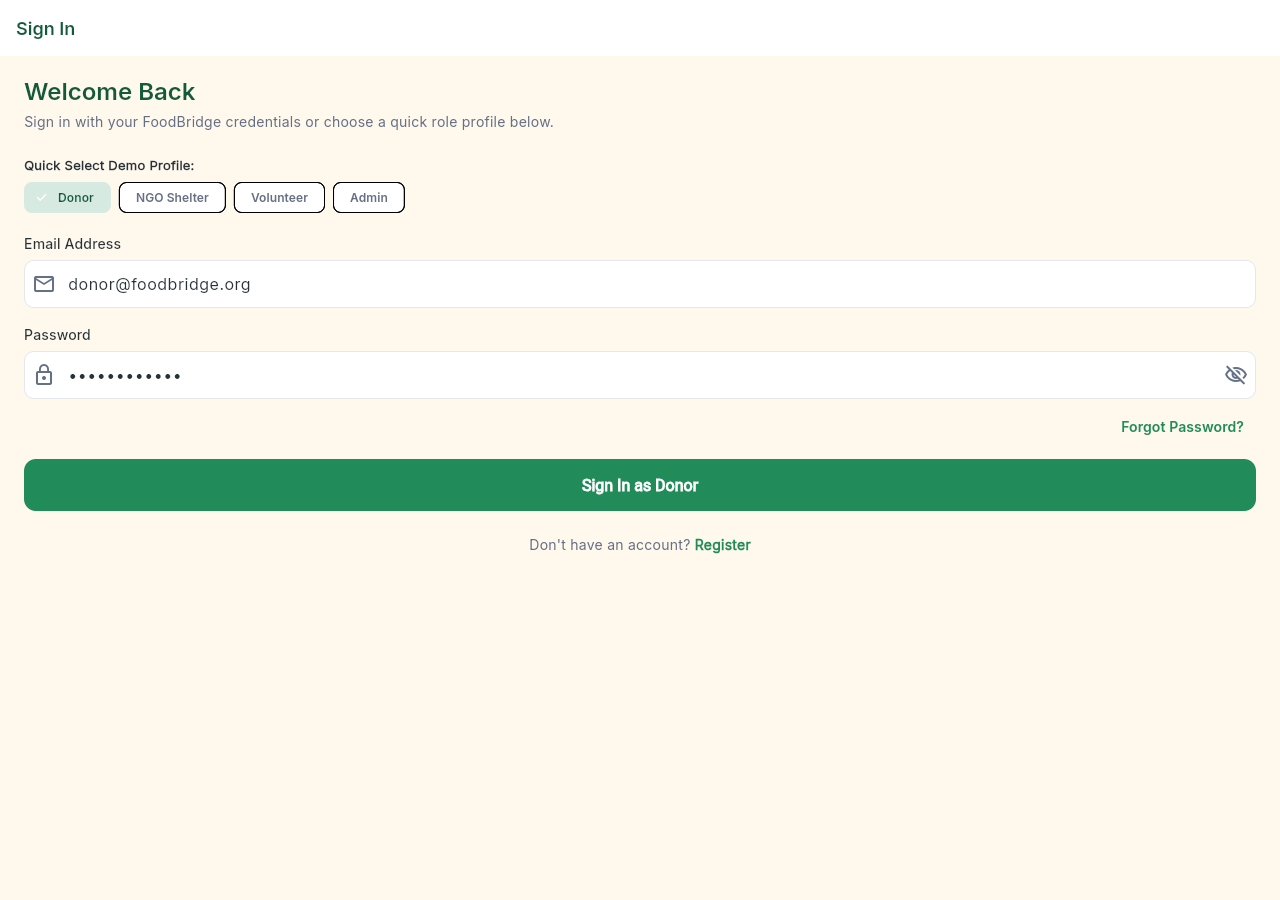 Sign In
Welcome Back
Sign in with your FoodBridge credentials or choose a quick role profile below.
Quick Select Demo Profile:
Donor NGO Shelter Volunteer Admin
Email Address
donor@foodbridge.org
Password
••••••••••••
Forgot Password?
Sign In as Donor
Don't have an account? Register